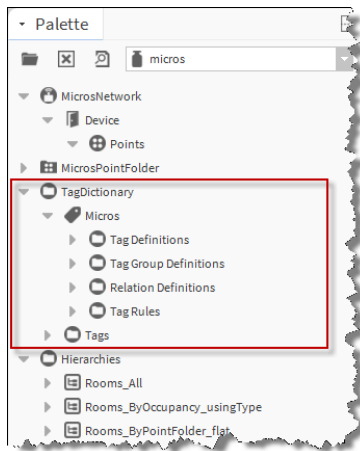 Palette
micros
MicrosNetwork
Device
Points
MicrosPointFolder
TagDictionary
Micros
Tag Definitions
Tag Group Definitions
Relation Definitions
Tag Rules
Tags
Hierarchies
Rooms_All
Rooms_ByOccupancy_usingType
Rooms_ByPointFolder_flat